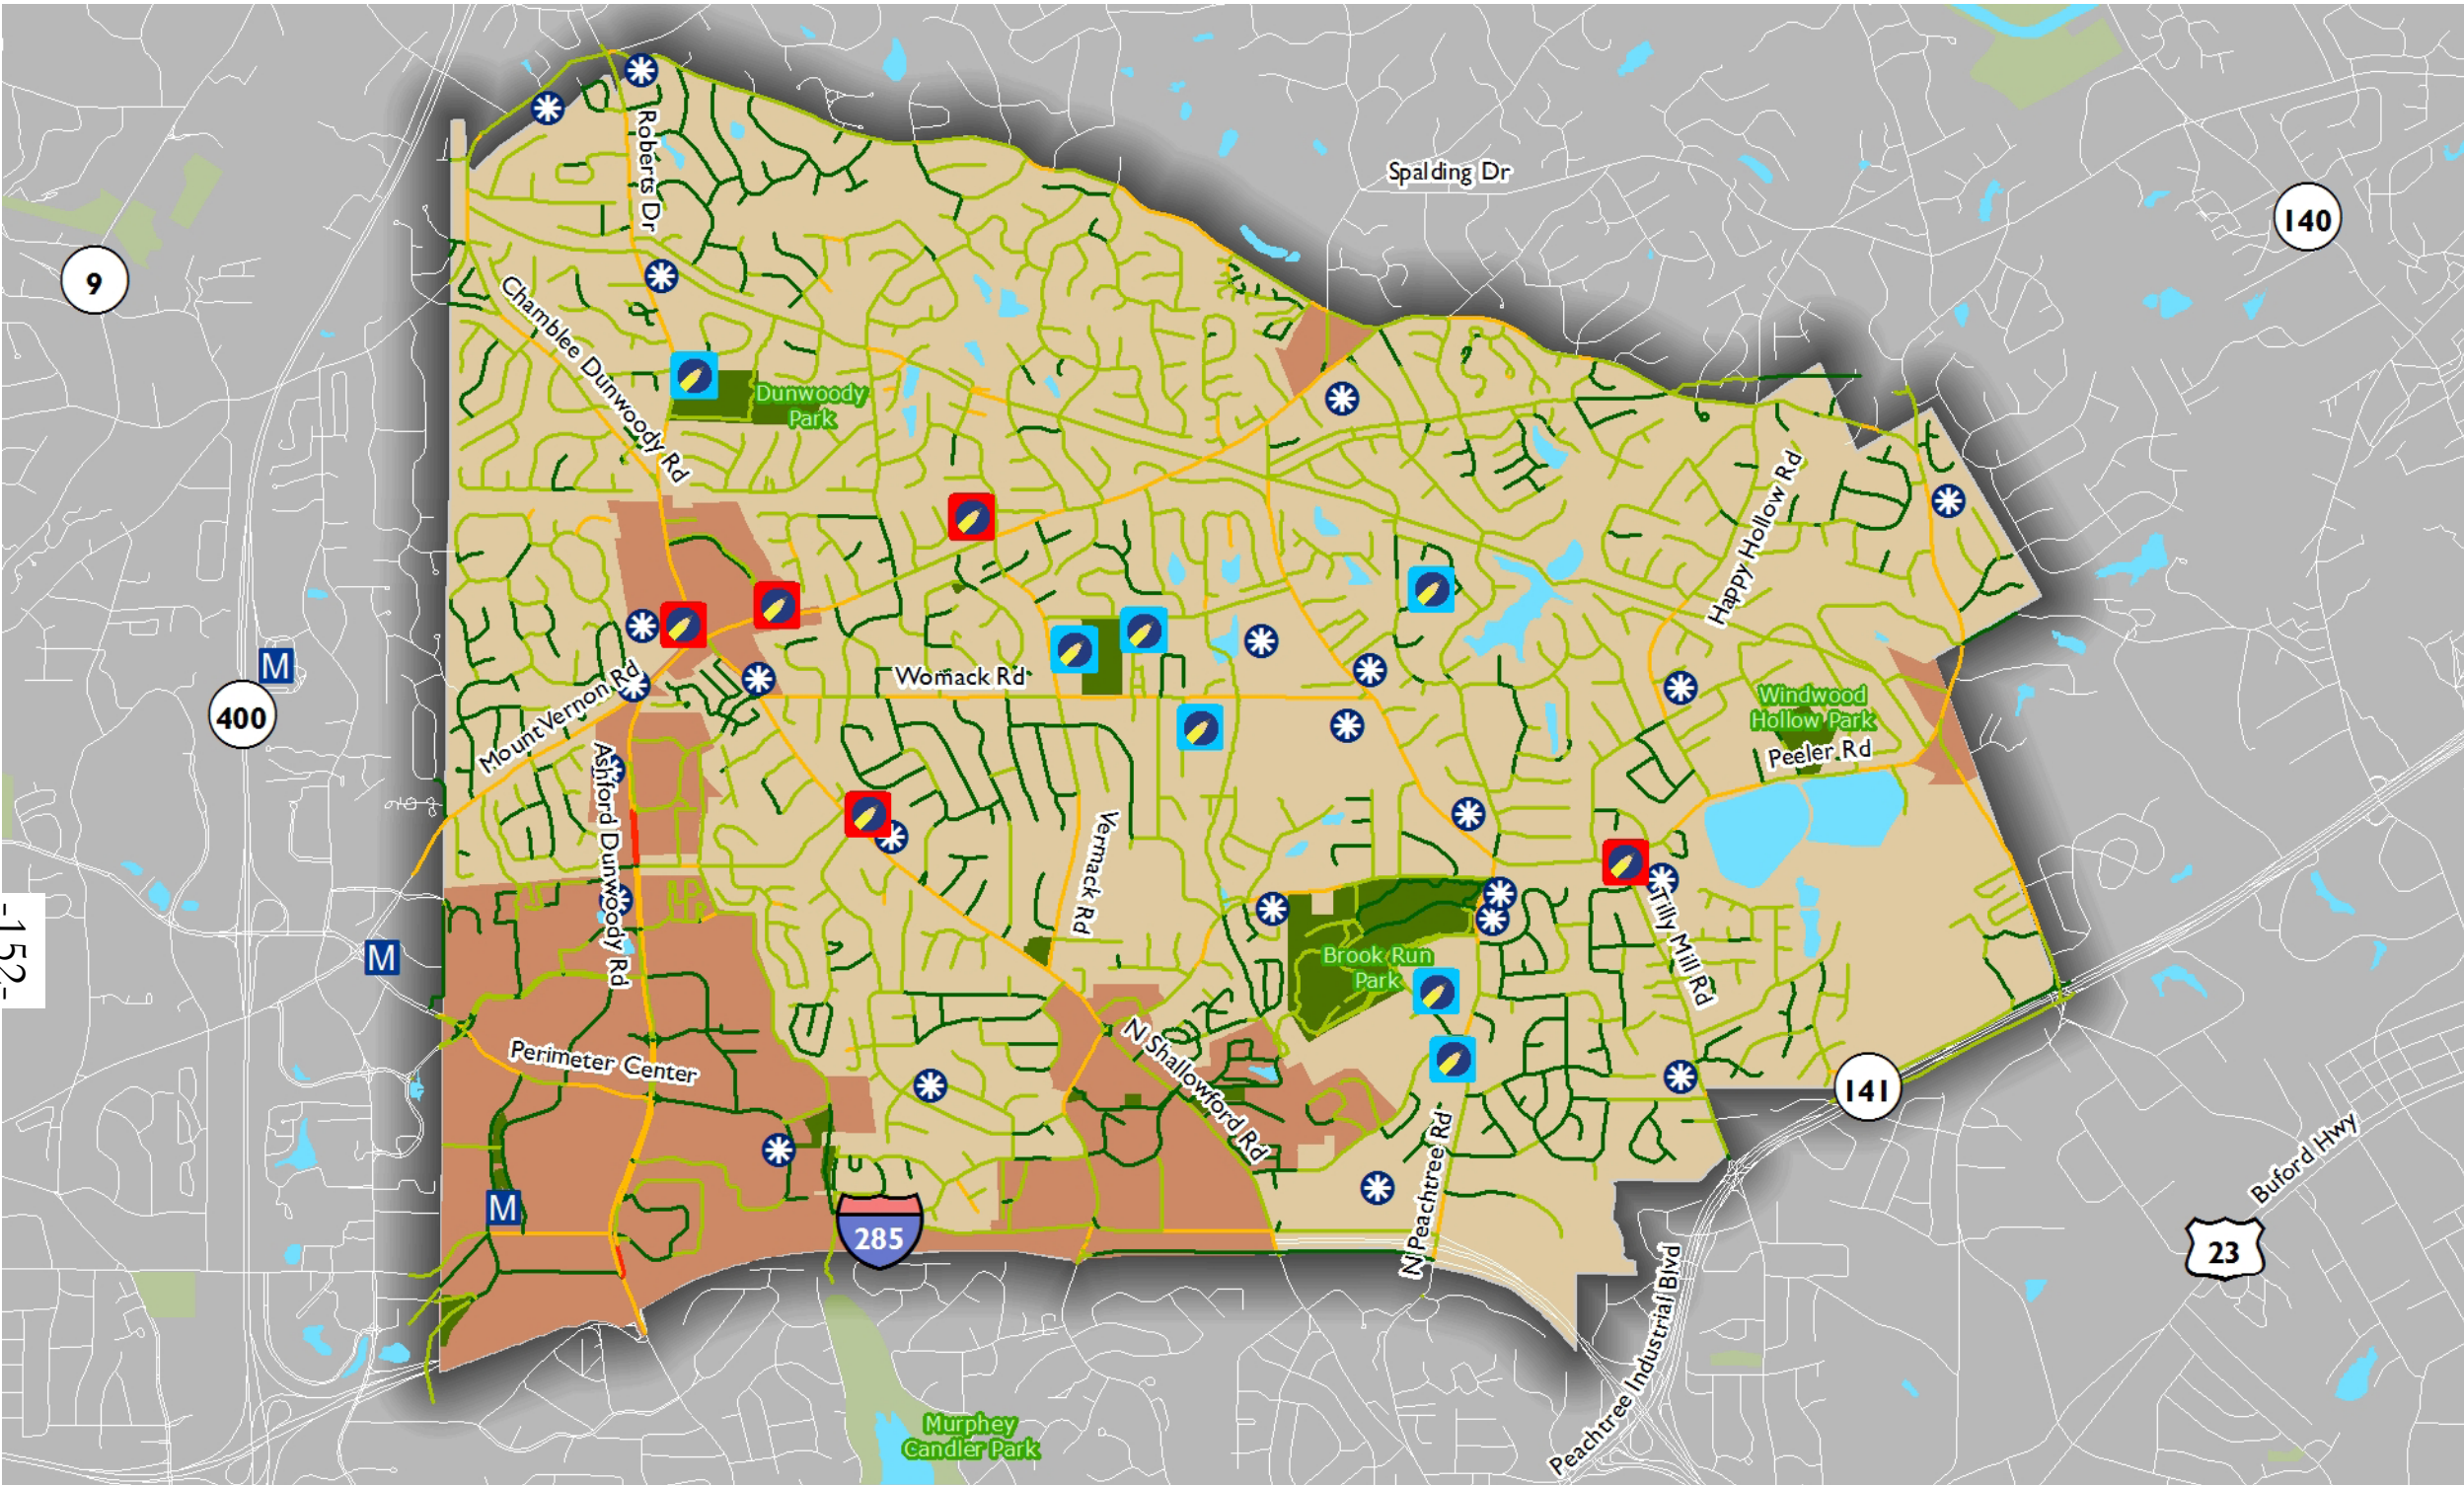 Roberts Dr
Spalding Dr
140
9
Chamblee Dunwoody Rd
Dunwoody
Park
Happy Hollow Rd
M
Womack Rd
Mount Vernon Rd
400
Windwood
Hollow Park
Peeler Rd
Ashford Dunwoody Rd
Vermack Rd
Tilly Mill Rd
-152-
M
Brook Run
Park
N Shallowford Rd
Perimeter Center
141
Buford Hwy
N Peachtree Rd
M
285
23
Peachtree Industrial Blvd
Murphey
Candler Park